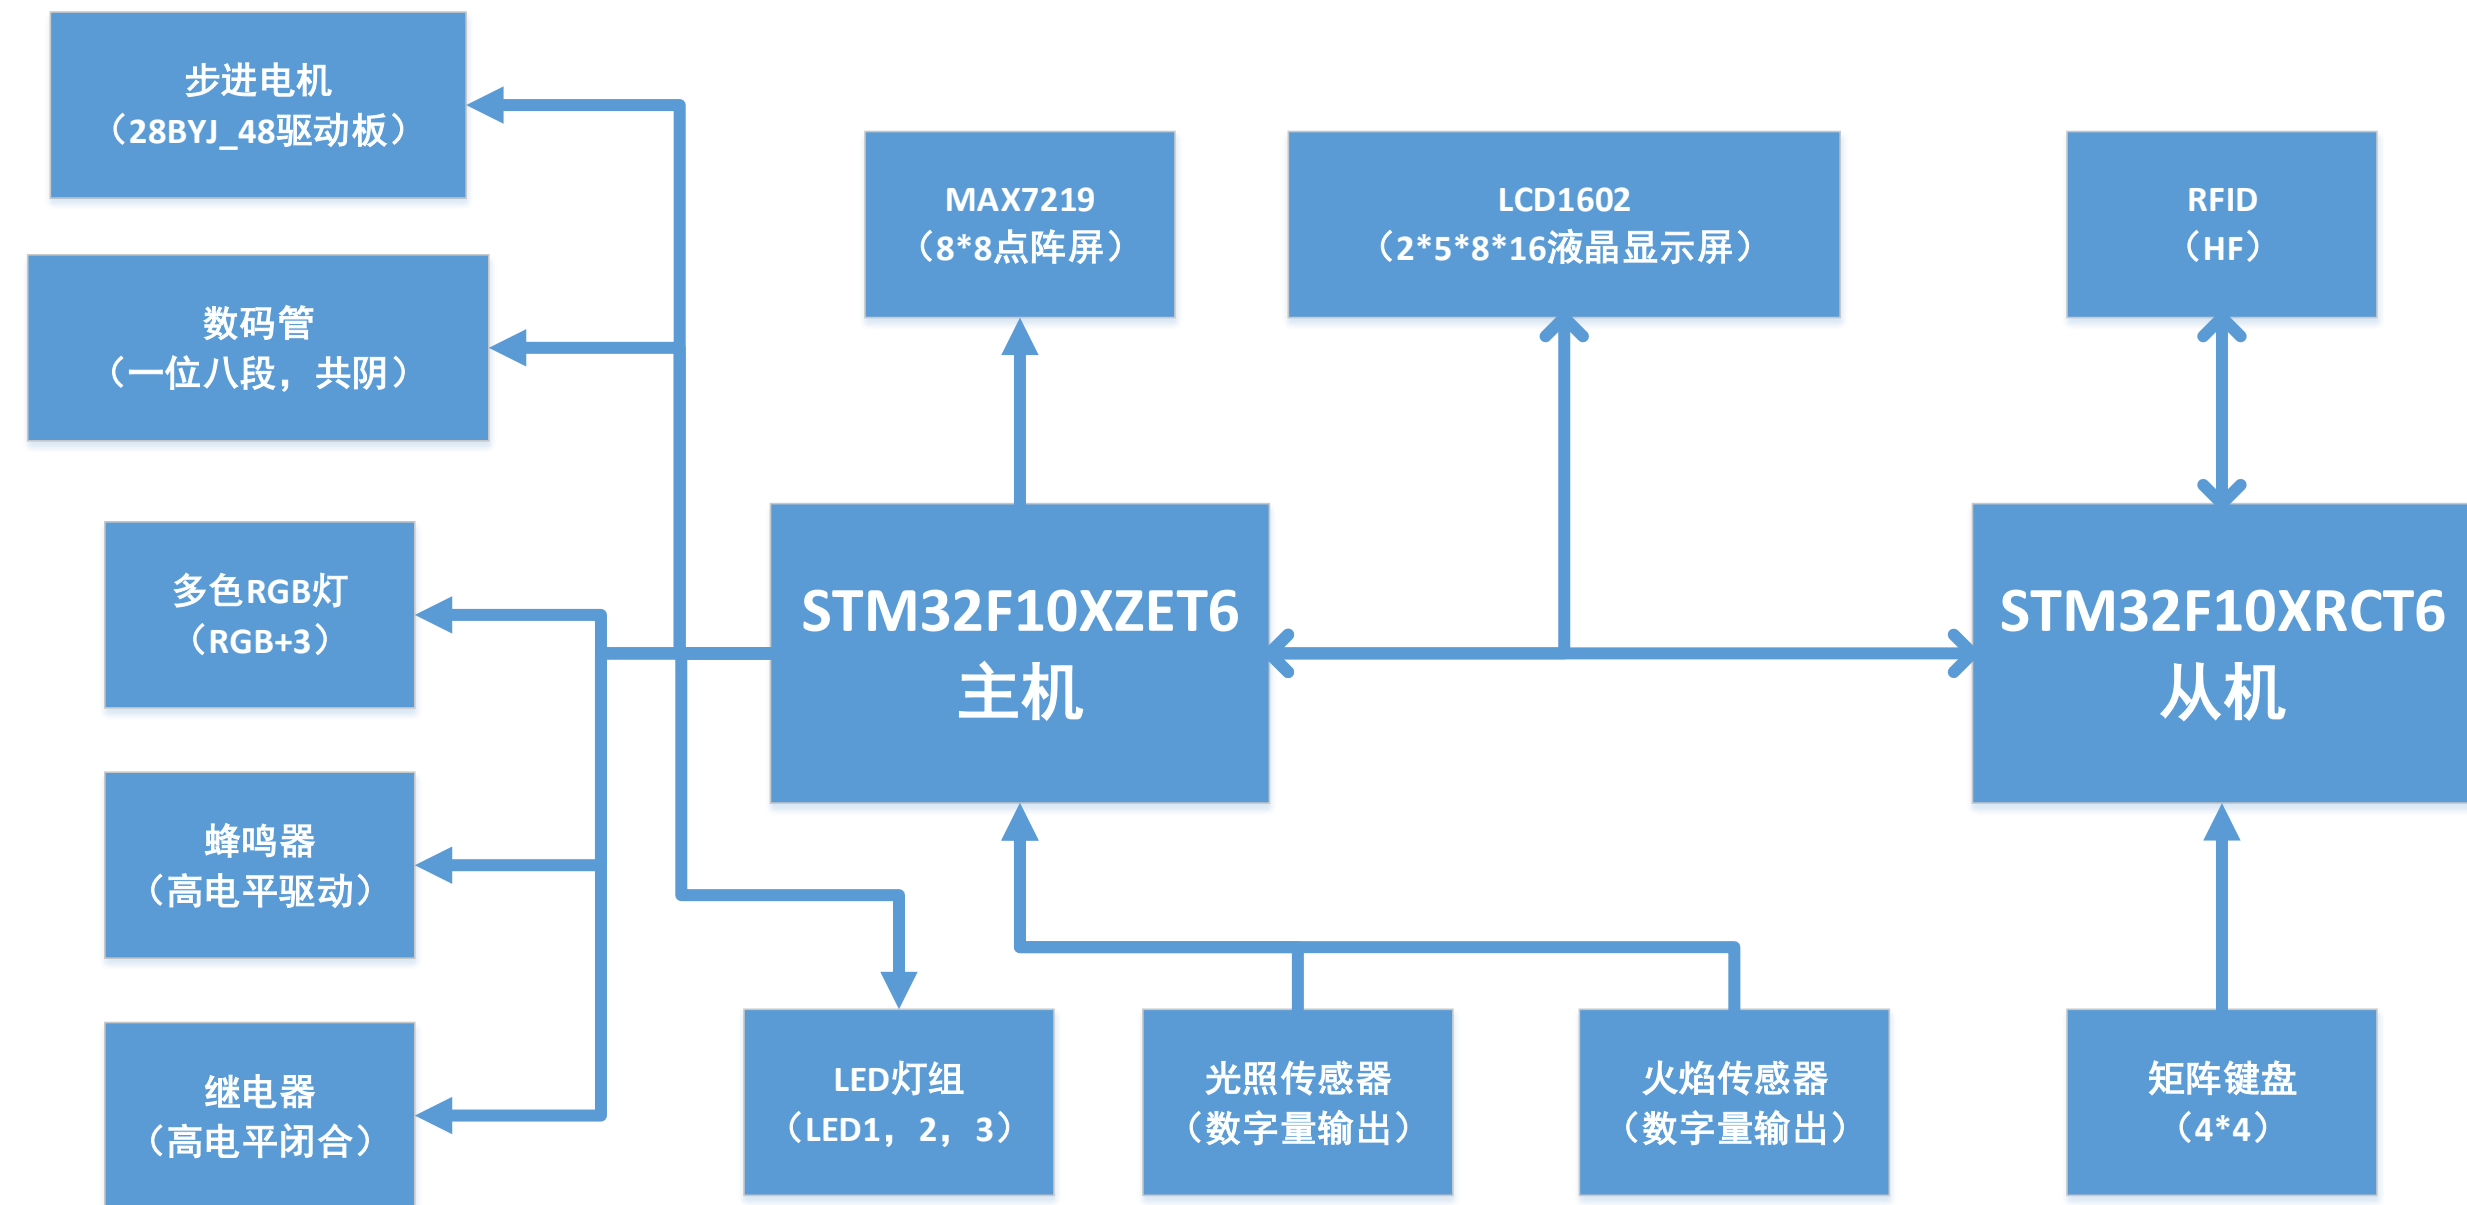 步进电机
（28BYJ_48驱动板）
数码管
（一位八段，共阴）
MAX7219
（8*8点阵屏）
LCD1602
（2*5*8*16液晶显示屏）
RFID
（HF）
多色RGB灯
（RGB+3）
STM32F10XZET6
主机
STM32F10XRCT6
从机
蜂鸣器
（高电平驱动）
继电器
（高电平闭合）
LED灯组
（LED1，2，3）
光照传感器
（数字量输出）
火焰传感器
（数字量输出）
矩阵键盘
（4*4）